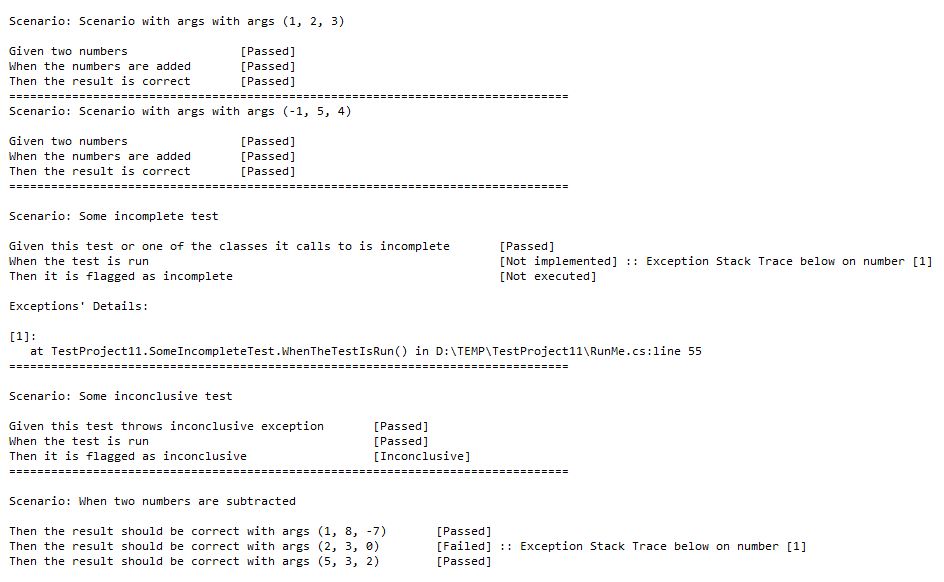 Scenario: Scenario with args with args (1, 2, 3)
Given two numbers [Passed]
When the numbers are added [Passed]
Then the result is correct [Passed]
================================================================================
Scenario: Scenario with args with args (-1, 5, 4)
Given two numbers [Passed]
When the numbers are added [Passed]
Then the result is correct [Passed]
================================================================================
Scenario: Some incomplete test
Given this test or one of the classes it calls to is incomplete [Passed]
When the test is run [Not implemented] :: Exception Stack Trace below on number [1]
Then it is flagged as incomplete [Not executed]
Exceptions' Details:
[1]:
at TestProject11.SomeIncompleteTest.WhenTheTestIsRun() in D:\TEMP\TestProject11\RunMe.cs:line 55
================================================================================
Scenario: Some inconclusive test
Given this test throws inconclusive exception [Passed]
When the test is run [Passed]
Then it is flagged as inconclusive [Inconclusive]
================================================================================
Scenario: When two numbers are subtracted
Then the result should be correct with args (1, 8, -7) [Passed]
Then the result should be correct with args (2, 3, 0) [Failed] :: Exception Stack Trace below on number [1]
Then the result should be correct with args (5, 3, 2) [Passed]